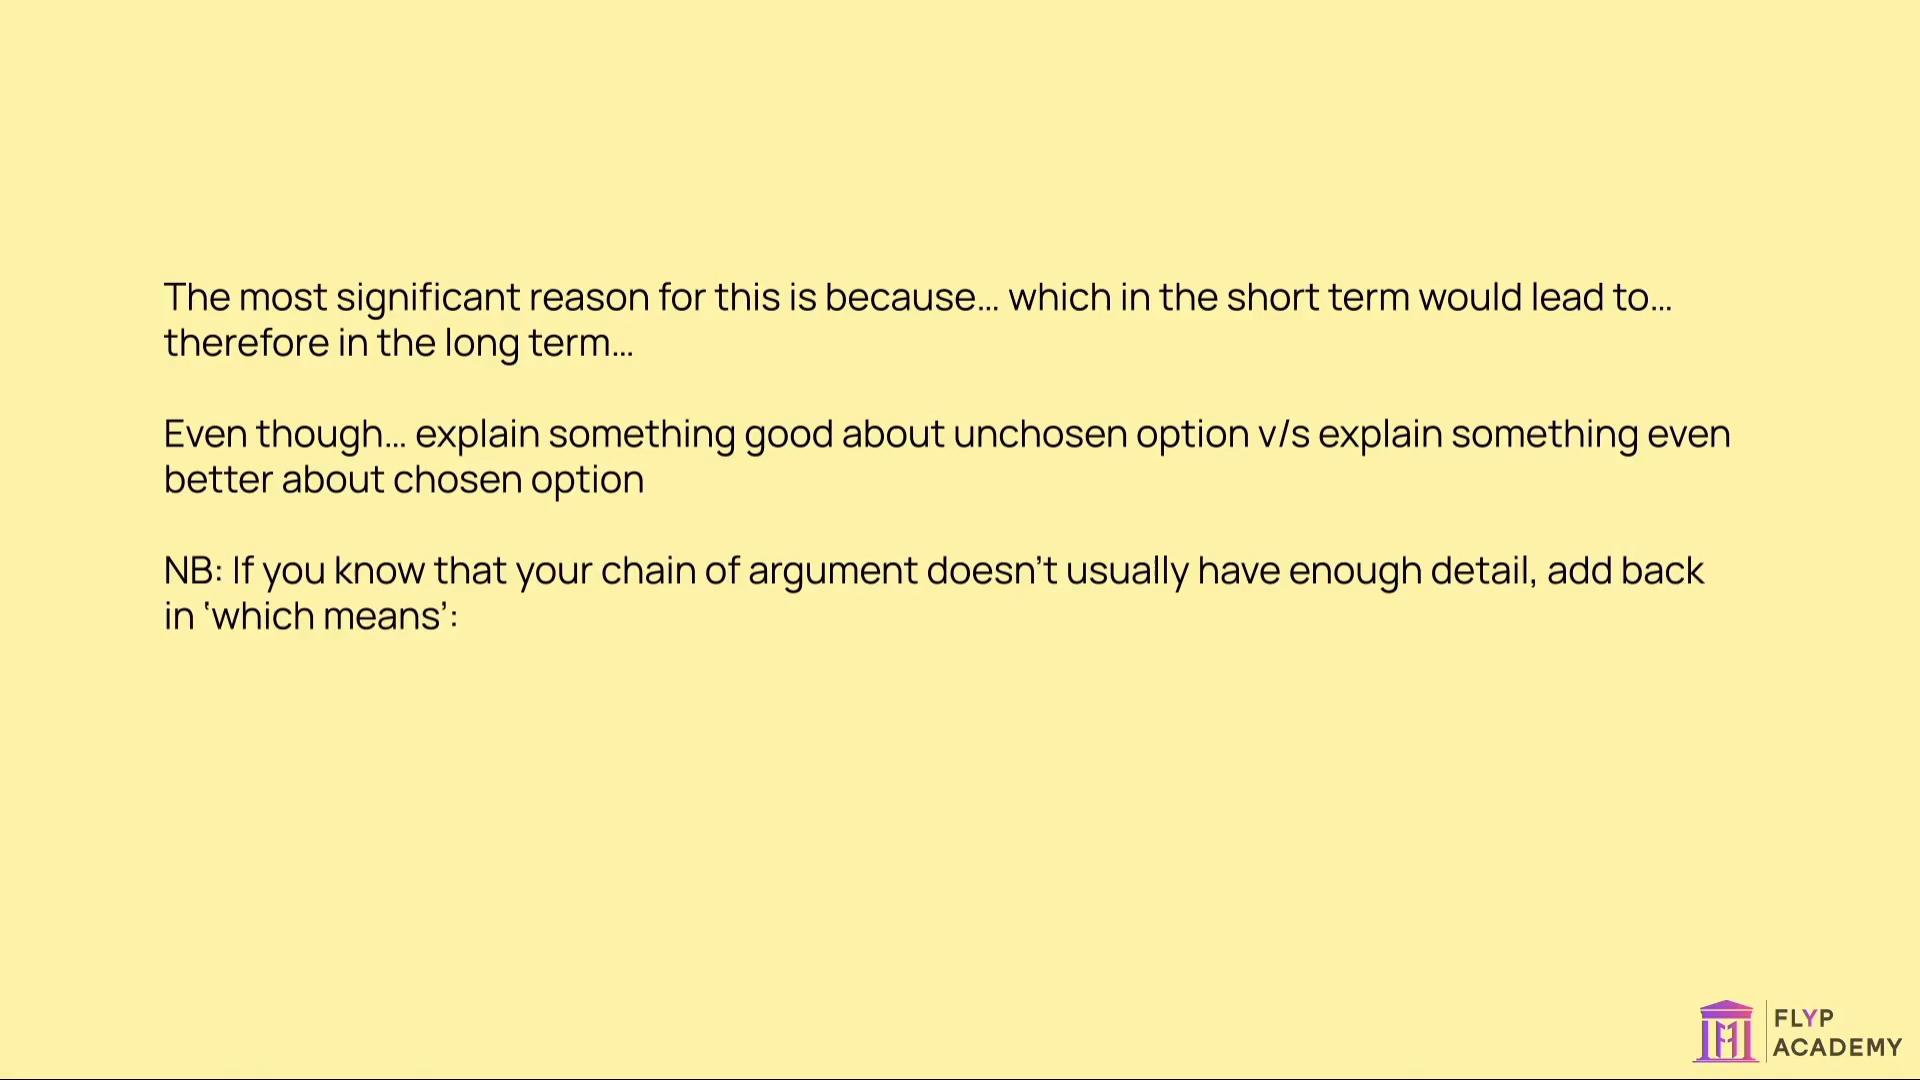 The most significant reason for this is because… which in the short term would lead to…
therefore in the long term…
Even though… explain something good about unchosen option v/s explain something even
better about chosen option
NB: If you know that your chain of argument doesn’t usually have enough detail, add back
in ‘which means’:
FLYP
ACADEMY